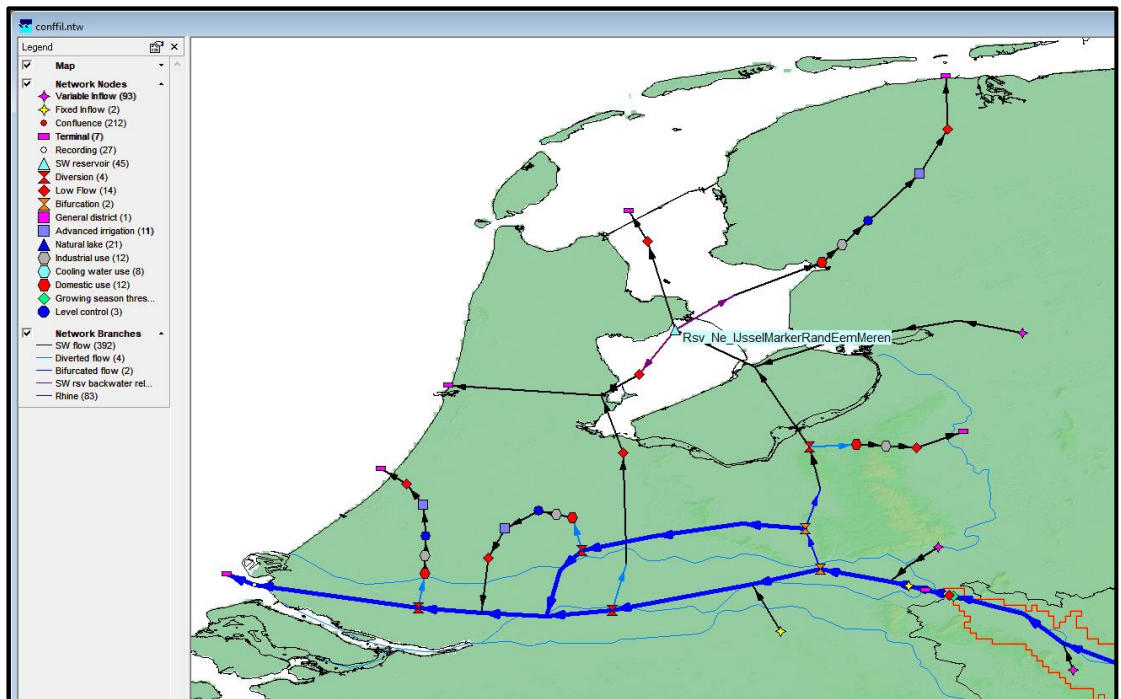 conffil.ntw
Legend
Map
Network Nodes
Variable Inflow (93)
Fixed Inflow (2)
Confluence (212)
Terminal (7)
Recording (27)
SW reservoir (45)
Diversion (4)
Low Flow (14)
Bifurcation (2)
General district (1)
Advanced irrigation (11)
Natural lake (21)
Industrial use (12)
Cooling water use (8)
Domestic use (12)
Growing season thres...
Level control (3)
Network Branches
SW flow (392)
Diverted flow (4)
Bifurcated flow (2)
SW rsv backwater rel...
Rhine (83)
Rsv_Ne_IJsselMarkerRandEemMeren